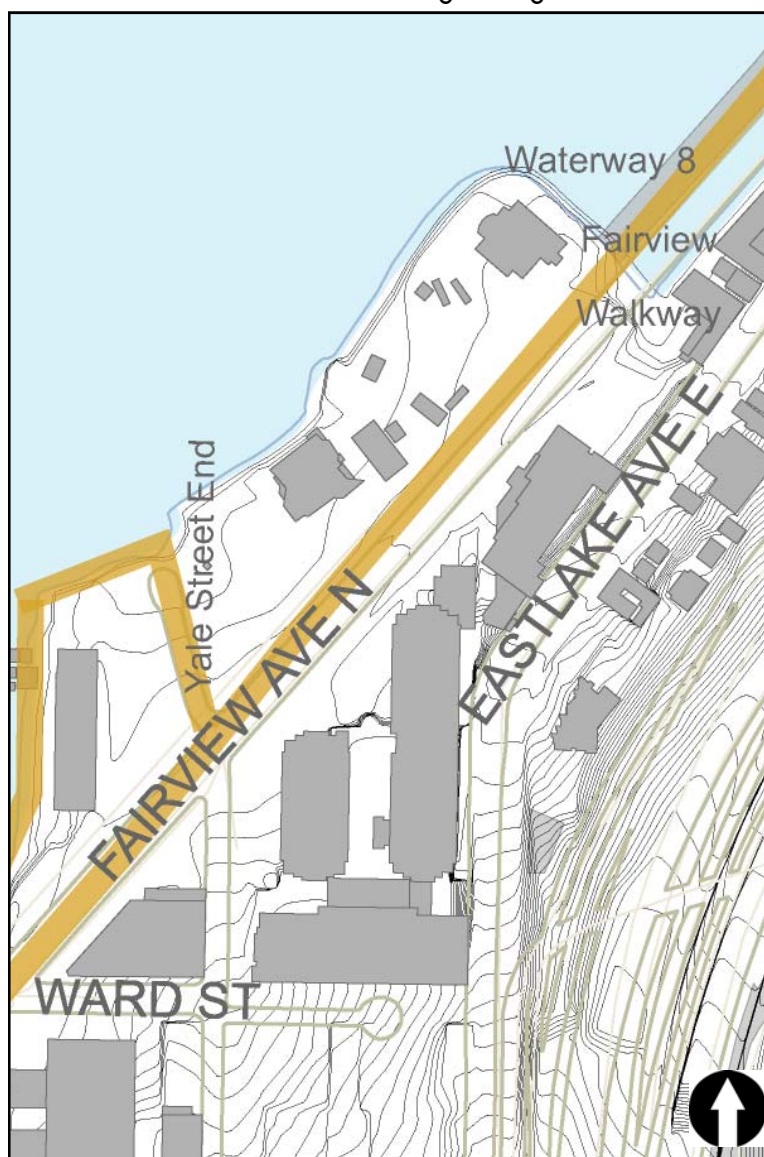 Waterway 8
Fairview
Walkway
EASTLAKE AVE E
Yale Street End
FAIRVIEW AVE N
WARD ST